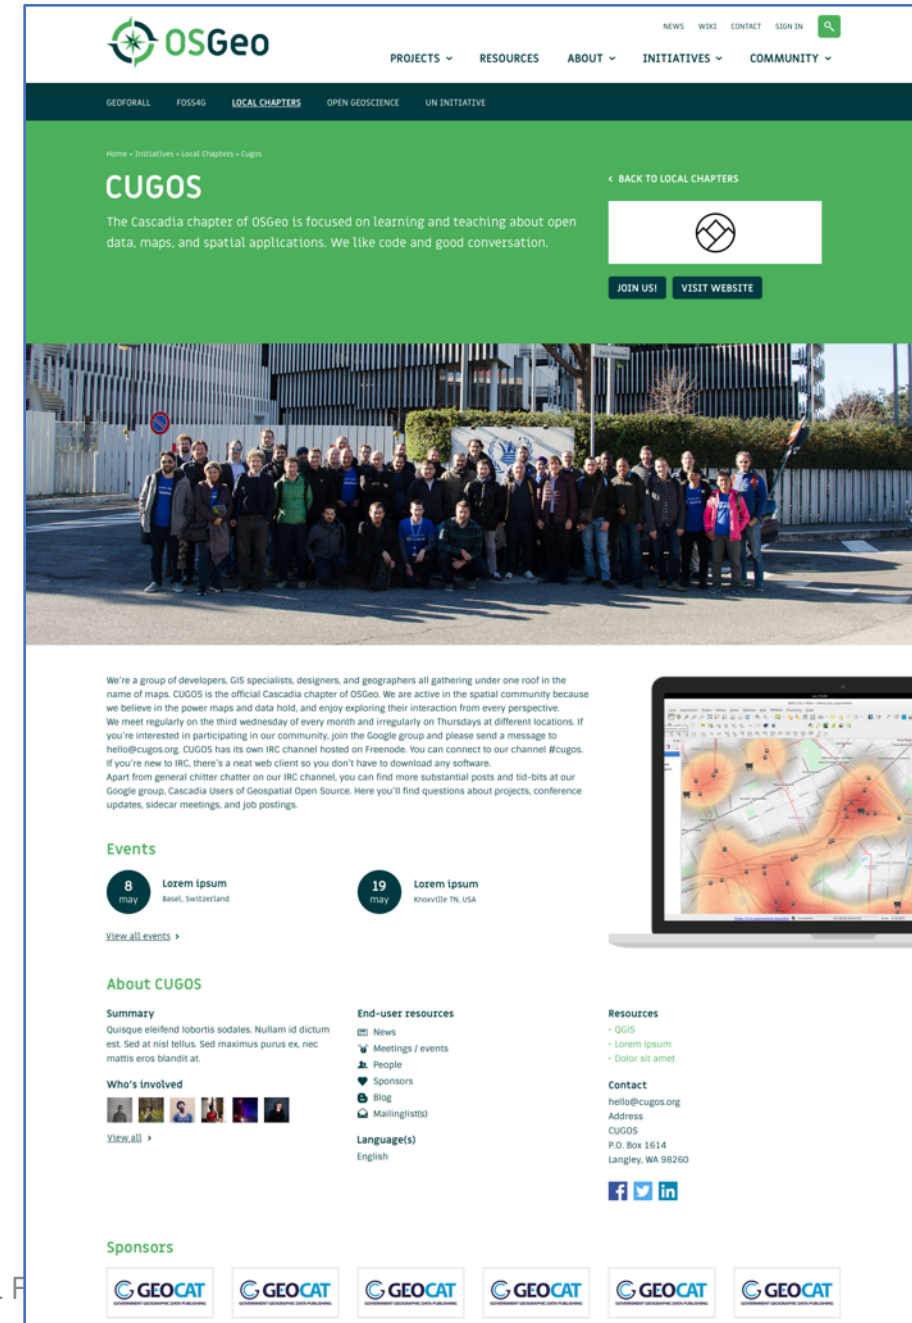 OSGeo
NEWS WIKI CONTACT SIGN IN
PROJECTS RESOURCES ABOUT INITIATIVES COMMUNITY
GEOFORALL FOSS4G LOCAL CHAPTERS OPEN GEOSCIENCE UN INITIATIVE
Home » Initiatives » Local Chapters » Cugos
CUGOS
The Cascadia chapter of OSGeo is focused on learning and teaching about open
data, maps, and spatial applications. We like code and good conversation.
‹ BACK TO LOCAL CHAPTERS
JOIN US! VISIT WEBSITE
We're a group of developers, GIS specialists, designers, and geographers all gathering under one roof in the
name of maps. CUGOS is the official Cascadia chapter of OSGeo. We are active in the spatial community because
we believe in the power maps and data hold, and enjoy exploring their interaction from every perspective.
We meet regularly on the third wednesday of every month and irregularly on Thursdays at different locations. If
you're interested in participating in our community, join the Google group and please send a message to
hello@cugos.org. CUGOS has its own IRC channel hosted on Freenode. You can connect to our channel #cugos.
If you're new to IRC, there's a neat web client so you don't have to download any software.
Apart from general chitter chatter on our IRC channel, you can find more substantial posts and tid-bits at our
Google group, Cascadia Users of Geospatial Open Source. Here you'll find questions about projects, conference
updates, sidecar meetings, and job postings.
Events
8 may
Lorem ipsum
Basel, Switzerland
19 may
Lorem ipsum
Knoxville TN, USA
View all events ›
About CUGOS
Summary
Quisque eleifend lobortis sodales. Nullam id dictum
est. Sed at nisl tellus. Sed maximus purus ex, nec
mattis eros blandit at.
Who's involved
View all ›
End-user resources
News
Meetings / events
People
Sponsors
Blog
Mailinglist(s)
Language(s)
English
Resources
• QGIS
• Lorem ipsum
• Dolor sit amet
Contact
hello@cugos.org
Address
CUGOS
P.O. Box 1614
Langley, WA 98260
Sponsors
GEOCAT GEOCAT GEOCAT GEOCAT GEOCAT GEOCAT